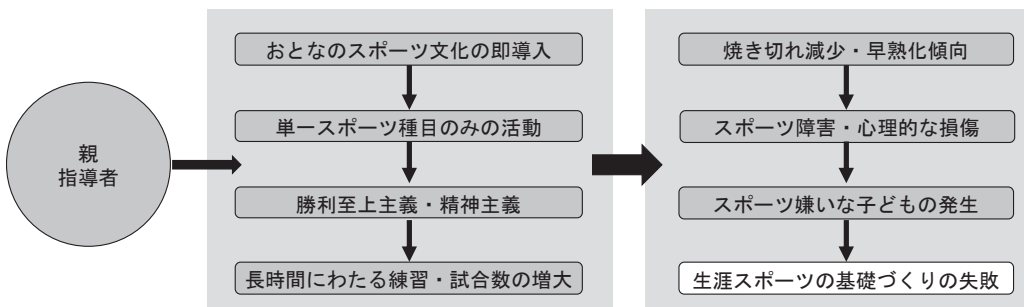 親
指導者
おとなのスポーツ文化の即導入
単一スポーツ種目のみの活動
勝利至上主義・精神主義
長時間にわたる練習・試合数の増大
焼き切れ減少・早熟化傾向
スポーツ障害・心理的な損傷
スポーツ嫌いな子どもの発生
生涯スポーツの基礎づくりの失敗